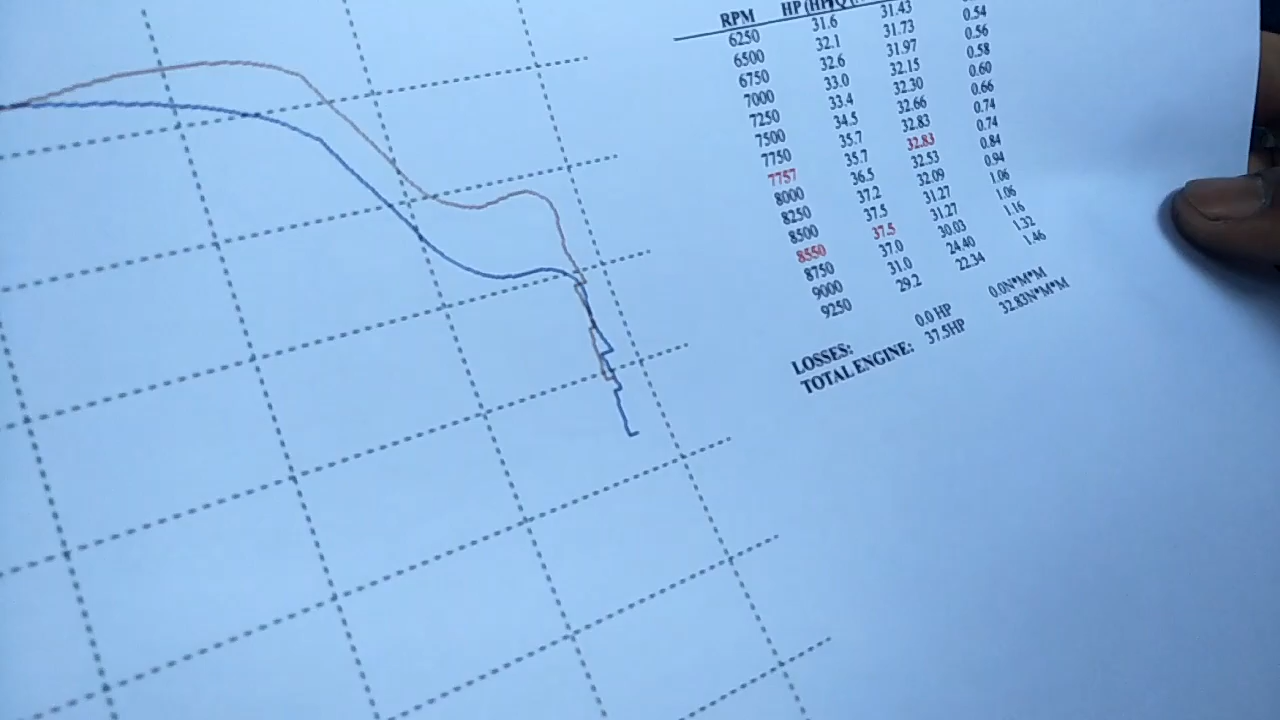 RPM HP
6250 31.6 31.43
6500 32.1 31.73 0.54
6750 32.6 31.97 0.56
7000 33.0 32.15 0.58
7250 33.4 32.30 0.60
7500 34.5 32.66 0.66
7750 35.7 32.83 0.74
7757 35.7 32.83 0.74
8000 36.5 32.53 0.84
8250 37.2 32.09 0.94
8500 37.5 31.27 1.06
8550 37.5 31.27 1.06
8750 37.0 30.03 1.16
9000 31.0 24.40 1.32
9250 29.2 22.34 1.46
LOSSES: 0.0 HP 0.0N*M*M
TOTAL ENGINE: 37.5HP 32.83N*M*M